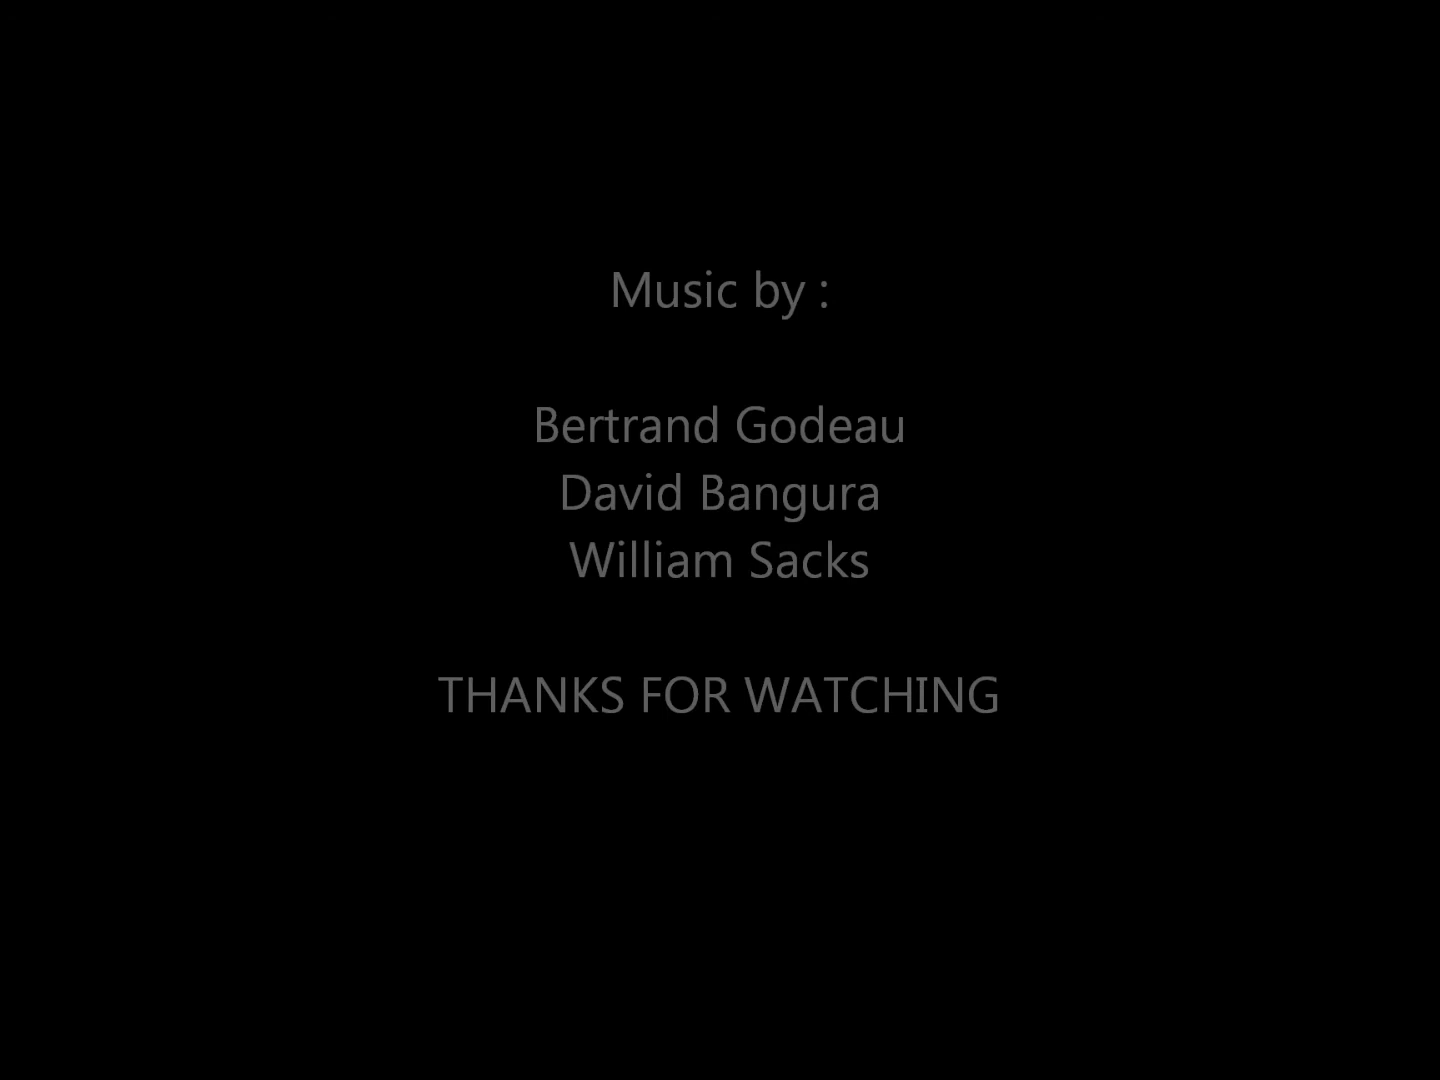 Music by :
Bertrand Godeau
David Bangura
William Sacks
THANKS FOR WATCHING